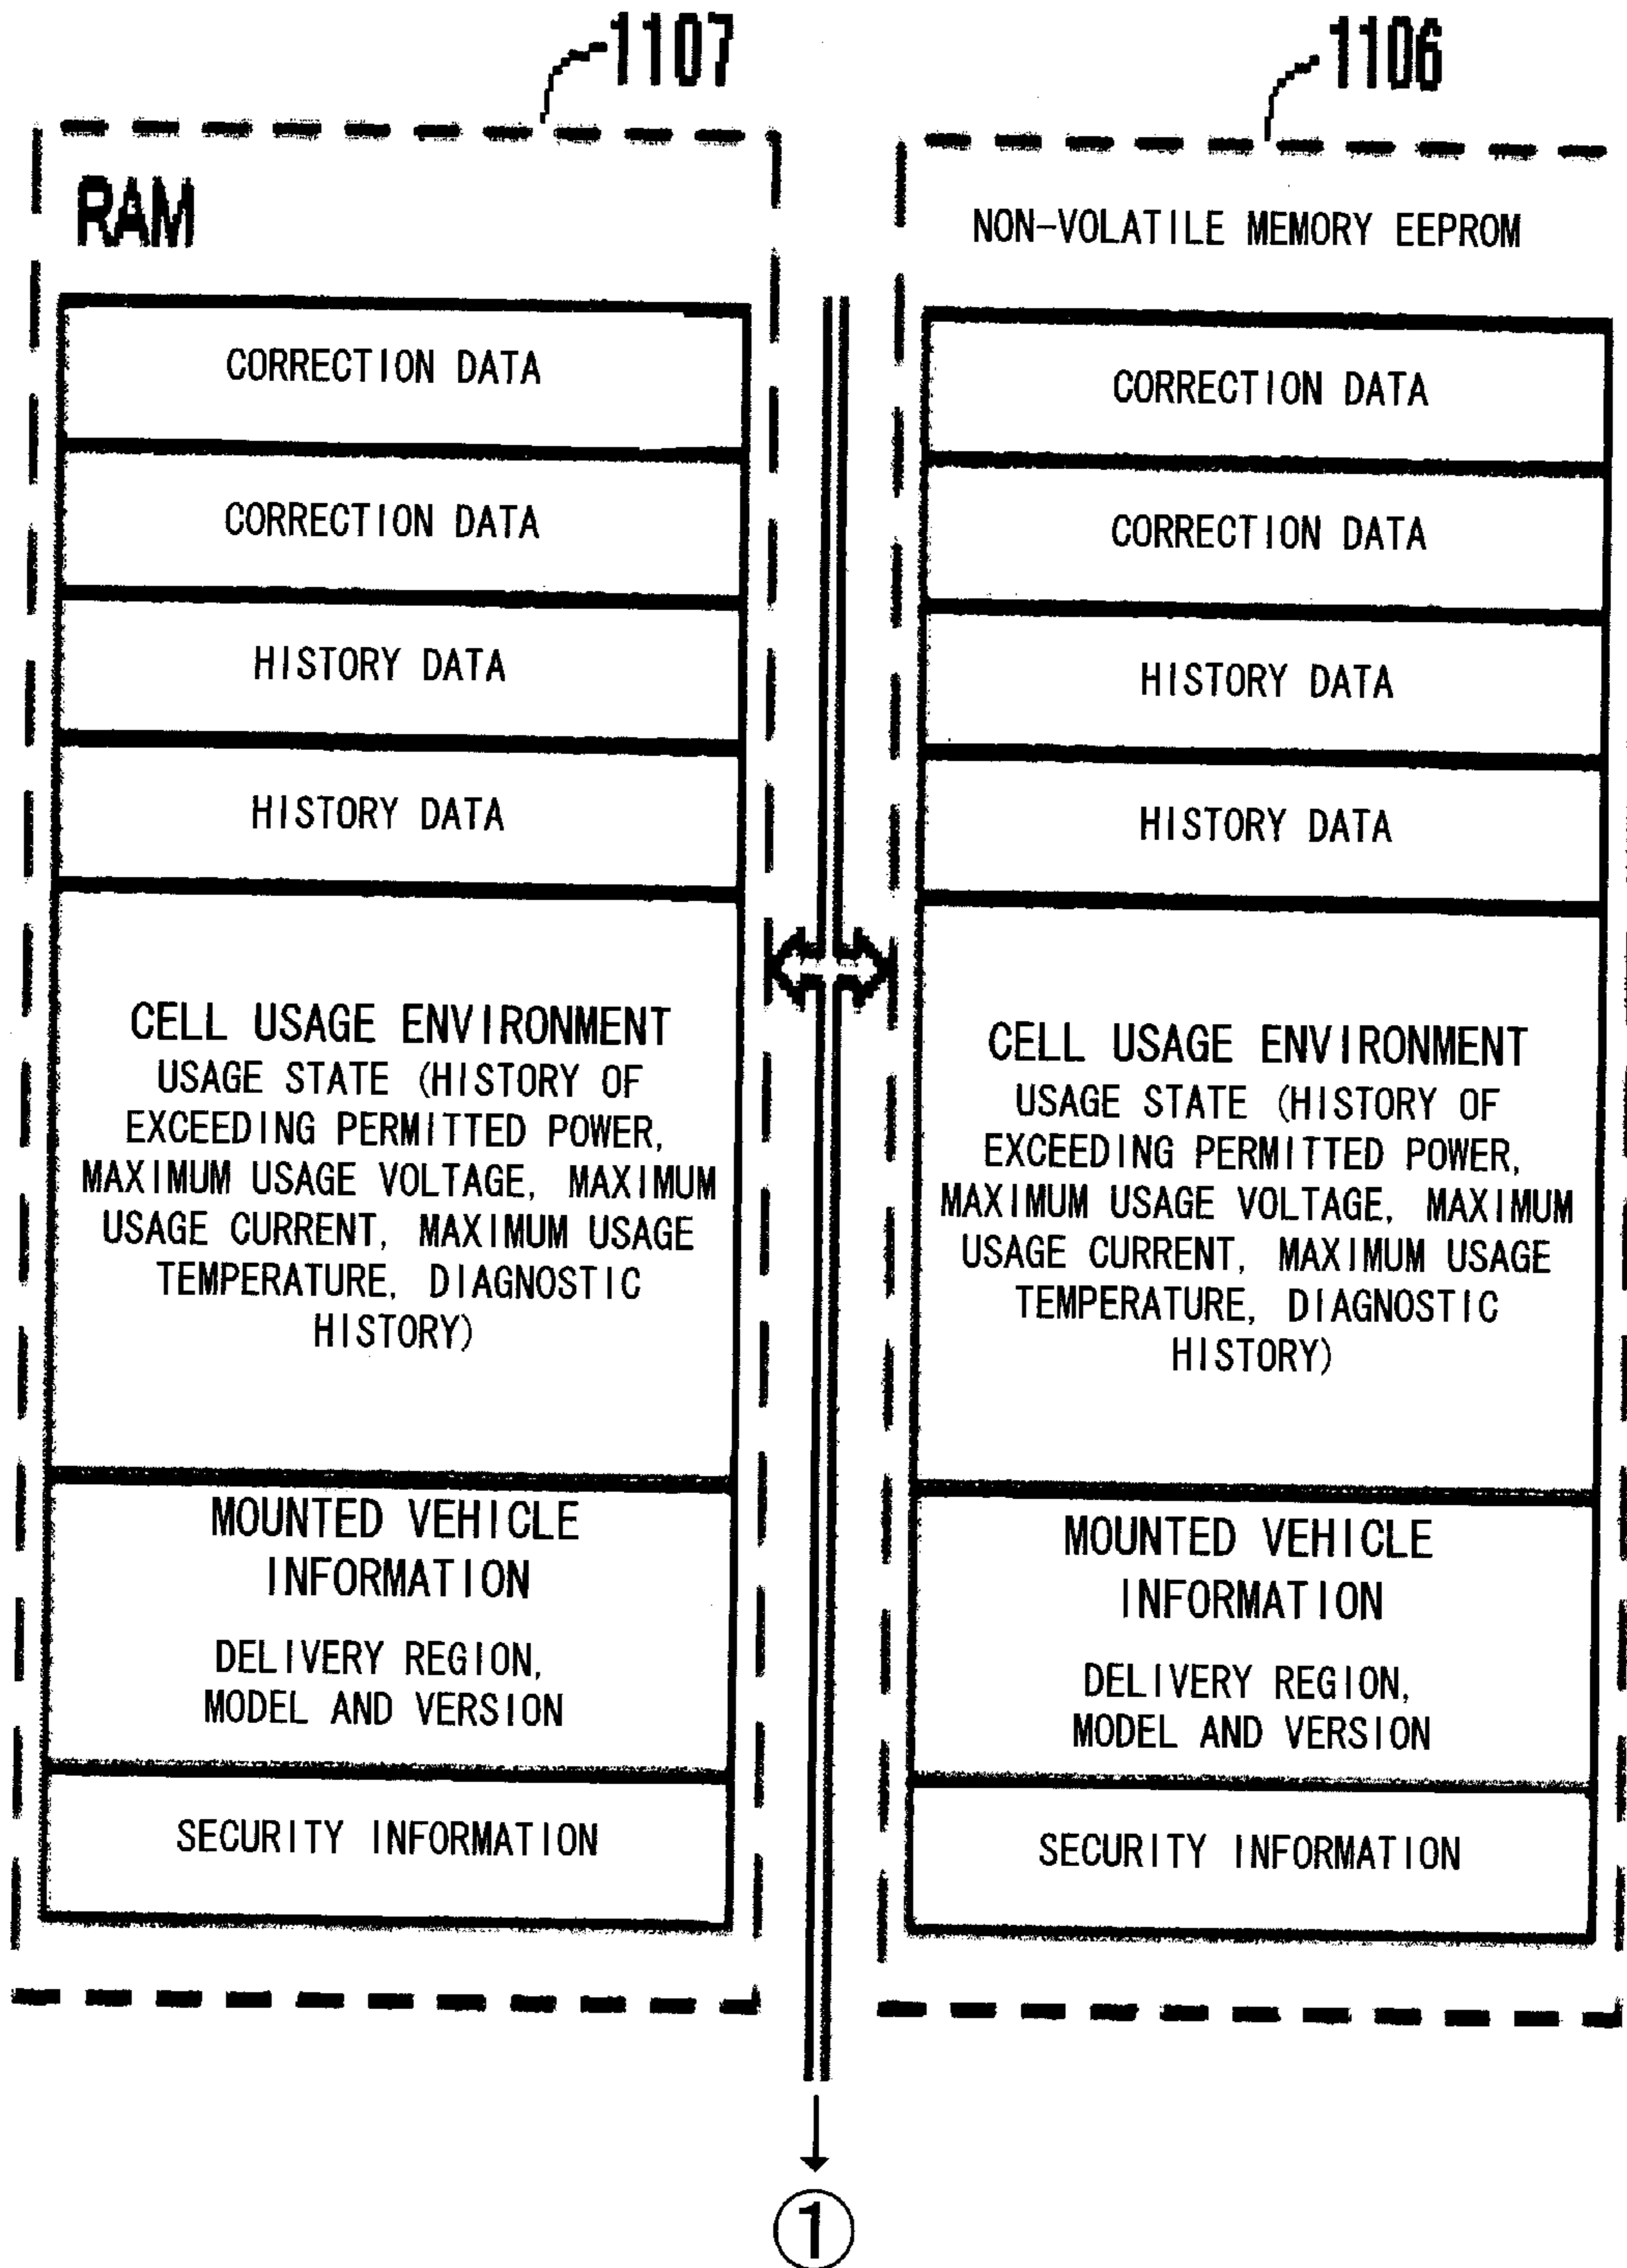 1107
RAM
CORRECTION DATA
CORRECTION DATA
HISTORY DATA
HISTORY DATA
CELL USAGE ENVIRONMENT
USAGE STATE (HISTORY OF
EXCEEDING PERMITTED POWER,
MAXIMUM USAGE VOLTAGE, MAXIMUM
USAGE CURRENT, MAXIMUM USAGE
TEMPERATURE, DIAGNOSTIC
HISTORY)
MOUNTED VEHICLE
INFORMATION
DELIVERY REGION,
MODEL AND VERSION
SECURITY INFORMATION
1106
NON-VOLATILE MEMORY EEPROM
CORRECTION DATA
CORRECTION DATA
HISTORY DATA
HISTORY DATA
CELL USAGE ENVIRONMENT
USAGE STATE (HISTORY OF
EXCEEDING PERMITTED POWER,
MAXIMUM USAGE VOLTAGE, MAXIMUM
USAGE CURRENT, MAXIMUM USAGE
TEMPERATURE, DIAGNOSTIC
HISTORY)
MOUNTED VEHICLE
INFORMATION
DELIVERY REGION,
MODEL AND VERSION
SECURITY INFORMATION
①